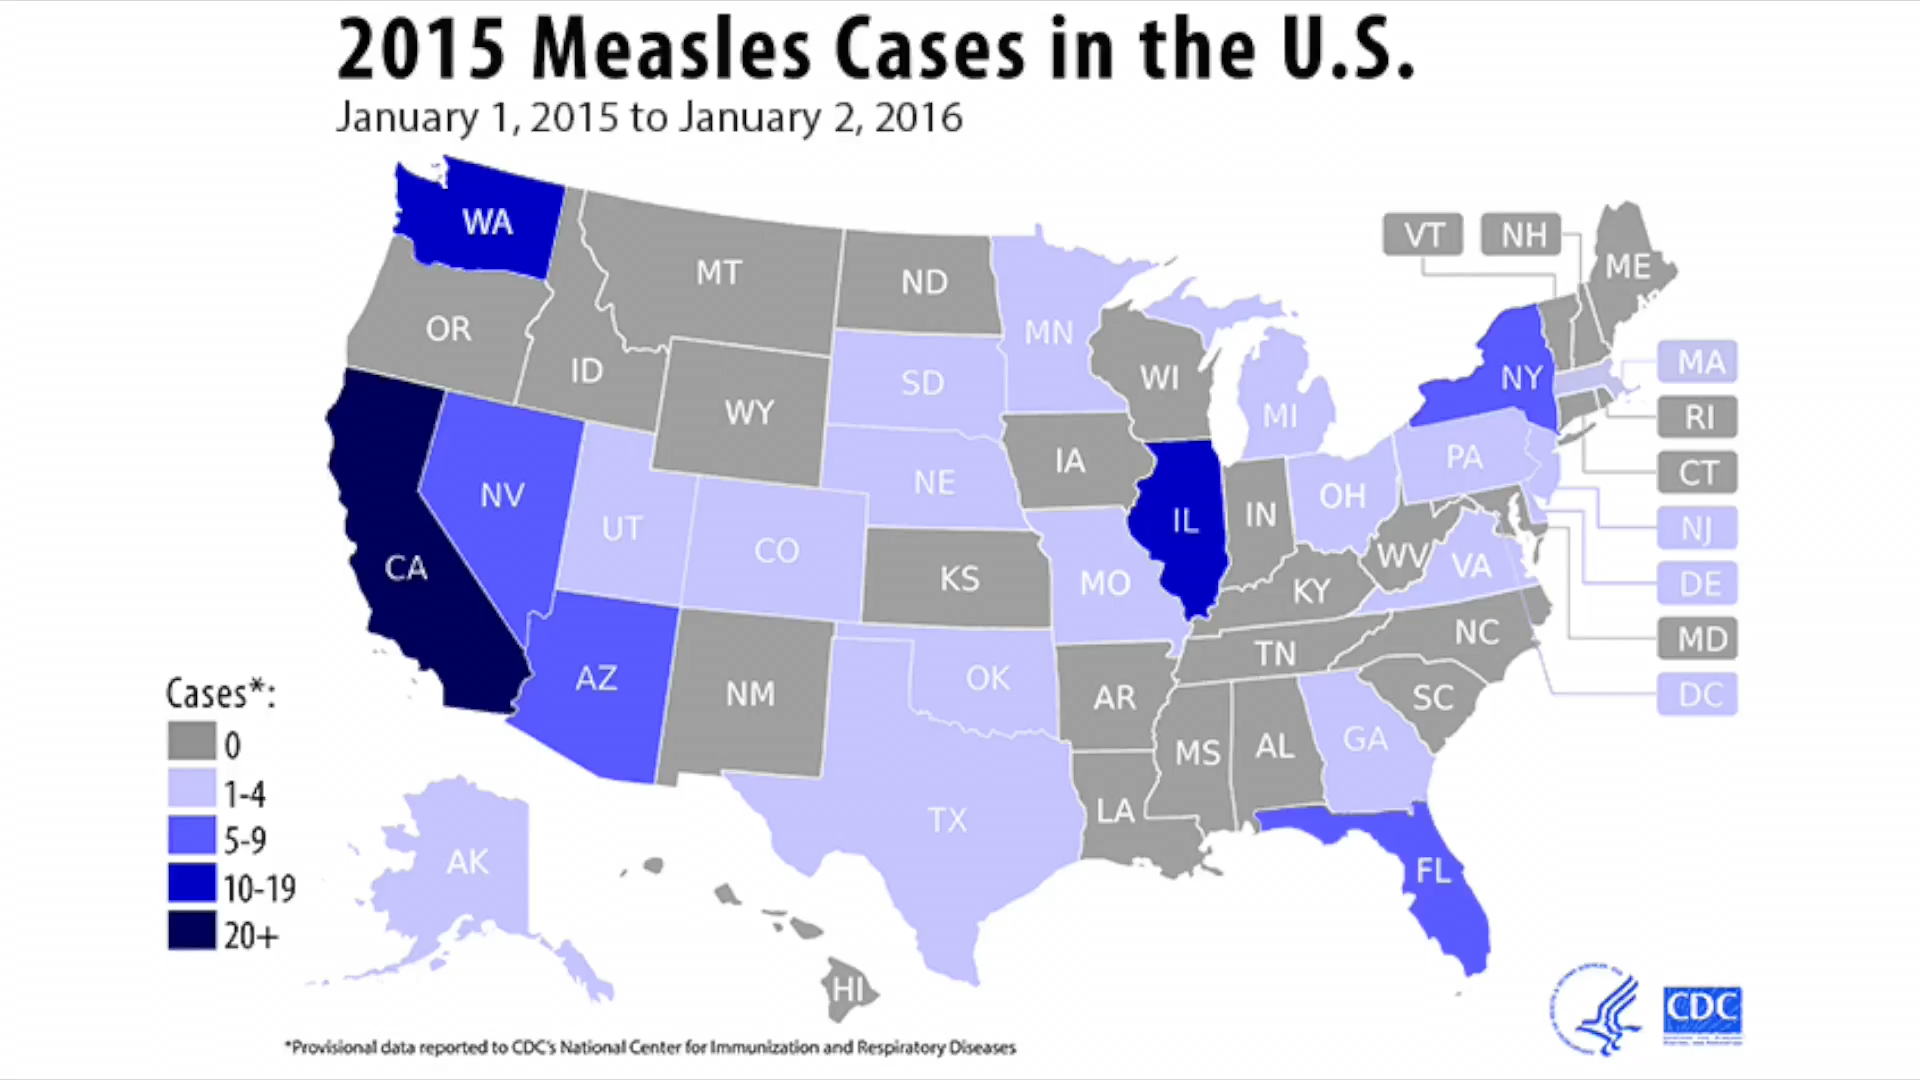 2015 Measles Cases in the U.S.
January 1, 2015 to January 2, 2016
WA
MT
ND
MN
VT
NH
ME
OR
ID
WY
SD
WI
MI
NY
MA
RI
CT
NV
UT
CO
NE
IA
IL
IN
OH
PA
NJ
CA
KS
MO
KY
WV
VA
DE
MD
AZ
NM
OK
AR
TN
NC
DC
SC
MS
AL
GA
TX
LA
FL
AK
HI
Cases*:
0
1-4
5-9
10-19
20+
CDC
*Provisional data reported to CDC's National Center for Immunization and Respiratory Diseases